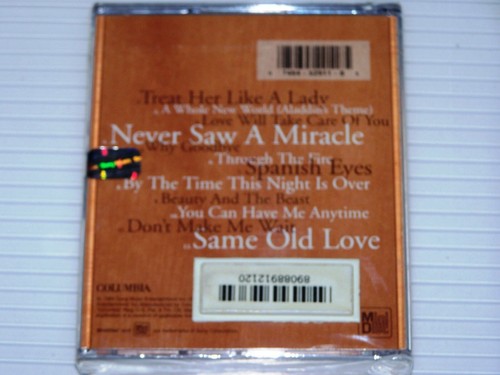 Treat Her Like A Lady
A Whole New World (Aladdin's Theme)
Love Will Take Care Of You
Never Saw A Miracle
Why Goodbye
Through The Fire
Spanish Eyes
By The Time This Night Is Over
Beauty And The Beast
You Can Have Me Anytime
Don't Make Me Wait
Same Old Love
COLUMBIA
89088912120
Mini